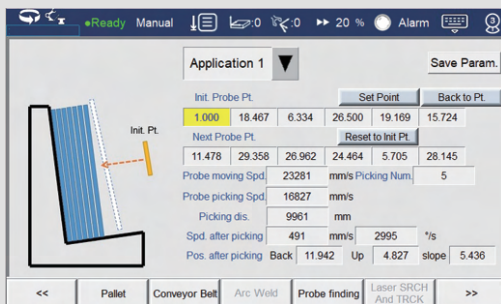 ●Ready Manual :0 :0 ▸▸ 20 % Alarm 3
Application 1 Save Param.
Init. Probe Pt. Set Point Back to Pt.
1.000 18.467 6.334 26.500 19.169 15.724
Next Probe Pt. Reset to Init Pt.
11.478 29.358 26.962 24.464 5.705 28.145
Probe moving Spd. 23281 mm/s Picking Num. 5
Probe picking Spd. 16827 mm/s
Picking dis. 9961 mm
Spd. after picking 491 mm/s 2995 °/s
Pos. after picking Back 11.942 Up 4.827 slope 5.436
Init. Pt.
<< Pallet Conveyor Belt Arc Weld Probe finding Laser SRCH >>
And TRCK